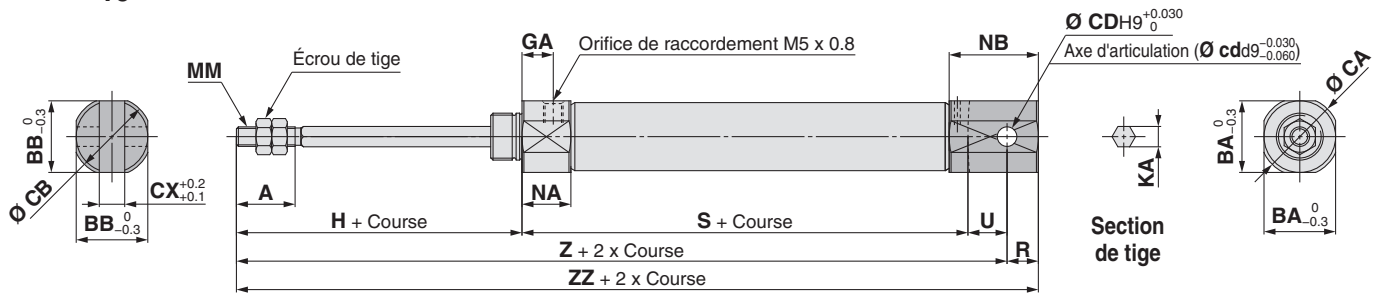 MM
Écrou de tige
GA
Orifice de raccordement M5 x 0.8
NB
Ø CDH9 +0.030 0
Axe d'articulation (Ø cdd9 −0.030 −0.060)
BB 0 −0.3
Ø CB
CX +0.2 +0.1
BB 0 −0.3
A
NA
H + Course
S + Course
U
R
Z + 2 x Course
ZZ + 2 x Course
KA
Section
de tige
Ø CA
BA 0 −0.3
BA 0 −0.3